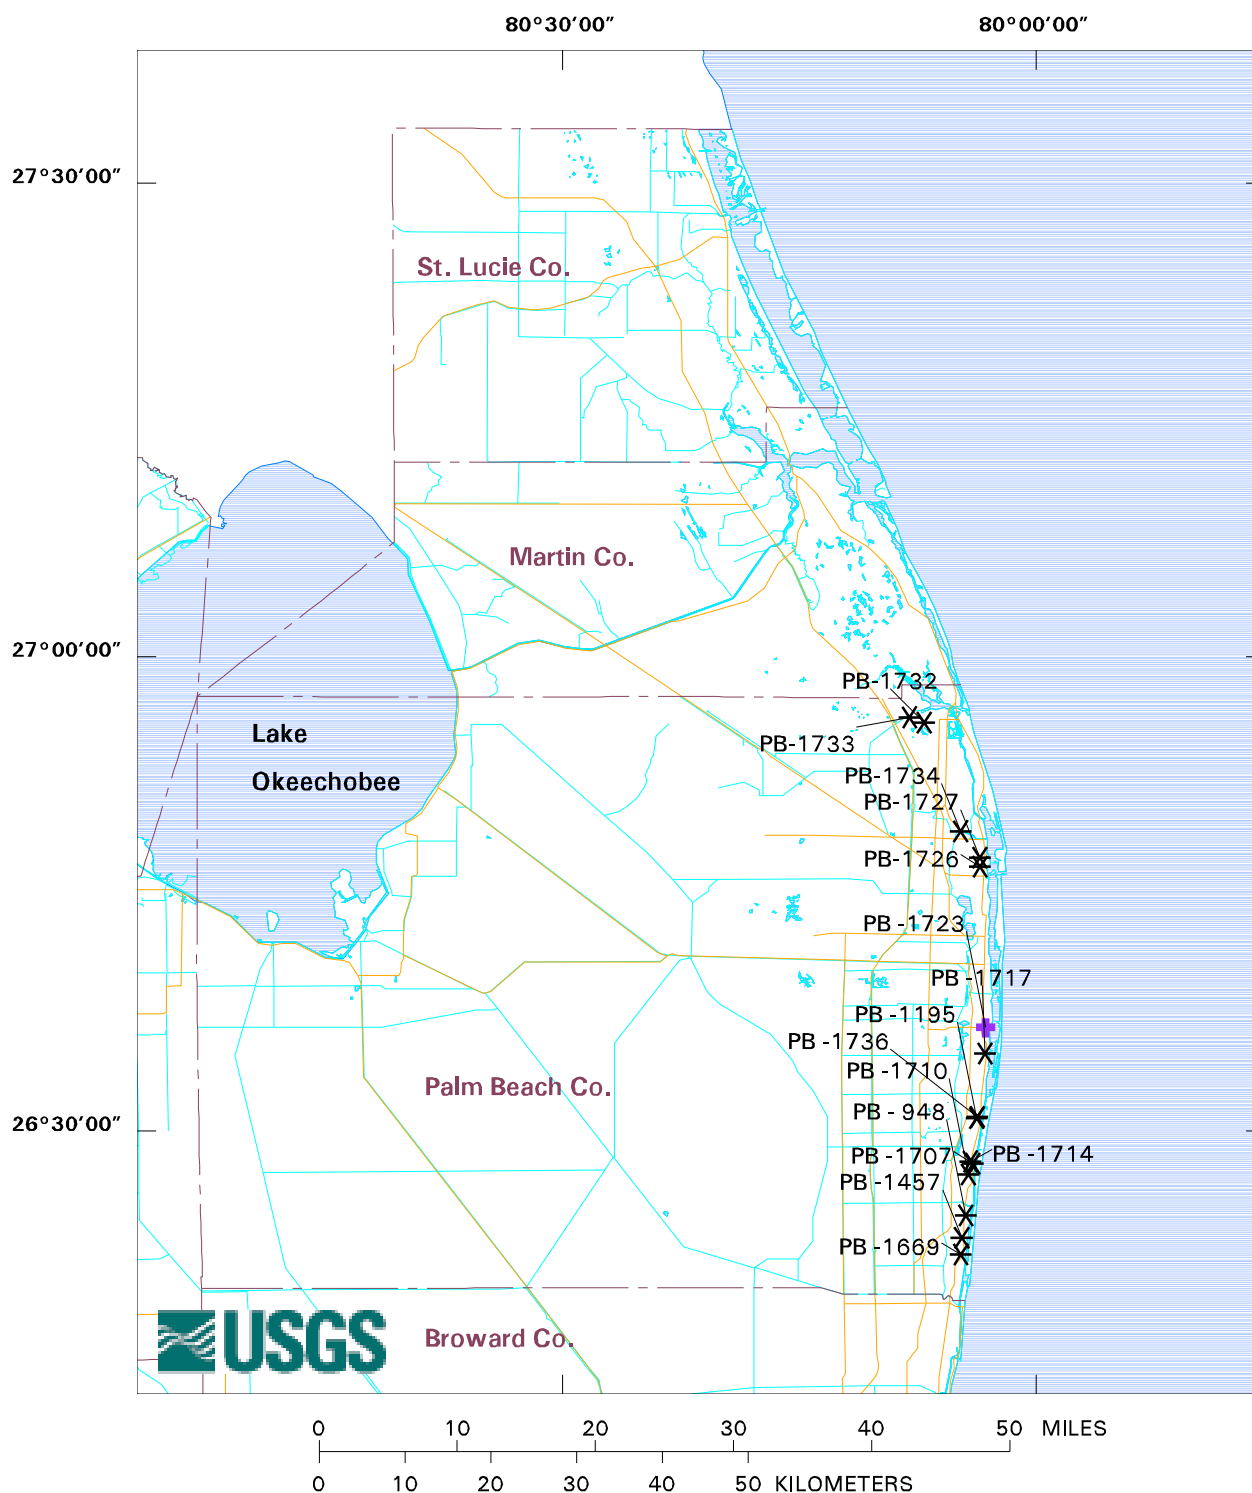 80°30'00" 80°00'00"
27°30'00"
St. Lucie Co.
Martin Co.
27°00'00"
PB-1732
Lake
PB-1733
Okeechobee
PB-1734
PB-1727
PB-1726
PB-1723
PB-1717
PB-1195
PB-1736
PB-1710
Palm Beach Co.
PB-948
26°30'00"
PB-1707 PB-1714
PB-1457
PB-1669
USGS
Broward Co.
0 10 20 30 40 50 MILES
0 10 20 30 40 50 KILOMETERS